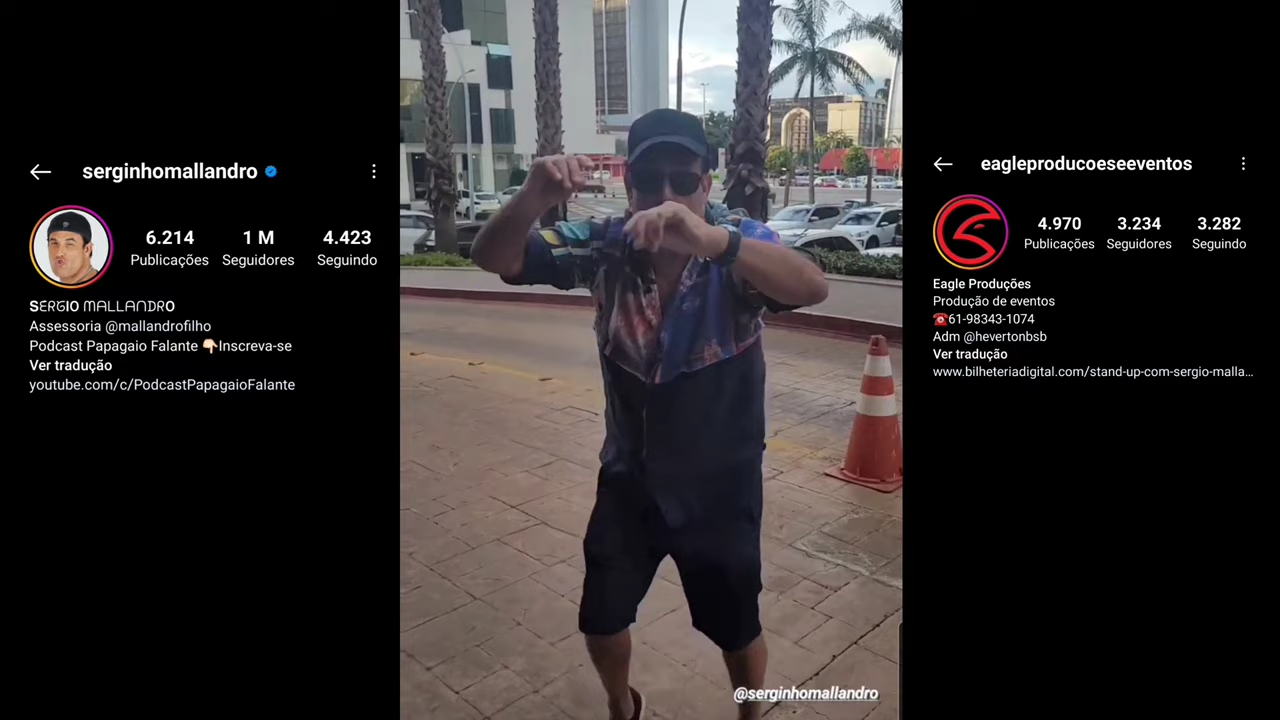 serginhomallandro
6.214 1 M 4.423
Publicações Seguidores Seguindo
SERGIO MALLANDRO
Assessoria @mallandrofilho
Podcast Papagaio Falante 👇🏻Inscreva-se
Ver tradução
youtube.com/c/PodcastPapagaioFalante
@serginhomallandro
eagleproducoeseeventos
4.970 3.234 3.282
Publicações Seguidores Seguindo
Eagle Produções
Produção de eventos
☎️61-98343-1074
Adm @hevertonbsb
Ver tradução
www.bilheteriadigital.com/stand-up-com-sergio-malla...